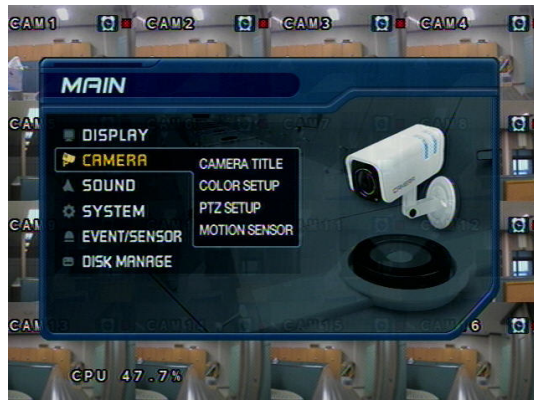 CAM1 CAM2 CAM3 CAM4
MAIN
DISPLAY
CAMERA
SOUND
SYSTEM
EVENT/SENSOR
DISK MANAGE
CAMERA TITLE
COLOR SETUP
PTZ SETUP
MOTION SENSOR
CPU 47.7%